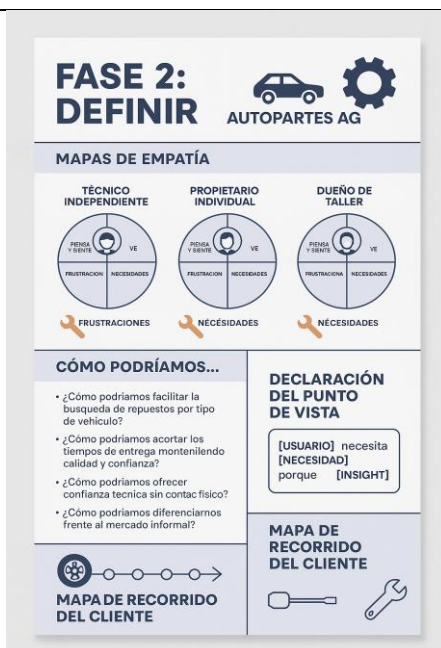 FASE 2:
DEFINIR
AUTOPARTES AG
MAPAS DE EMPATÍA
TÉCNICO
INDEPENDIENTE
PIENSA
Y SIENTE
VE
FRUSTRACION
NECESIDADES
FRUSTRACIONES
PROPIETARIO
INDIVIDUAL
PIENSA
Y SIENTE
VE
FRUSTRACION
NECESIDADES
NÉCÉSIDADES
DUEÑO DE
TALLER
PIENSA
Y SIENTE
VE
FRUSTRACIONA
NECESIDADES
NÉCESIDADES
CÓMO PODRÍAMOS...
• ¿Cómo podriamos facilitar la
busqueda de repuestos por tipo
de vehiculo?
• ¿Cómo podriamos acortar los
tiempos de entrega montenilendo
calidad y confianza?
• ¿Cómo podriamos ofrecer
confianza tecnica sin contac fisico?
• ¿Cómo podriamos diferenciarnos
frente al mercado informal?
DECLARACIÓN
DEL PUNTO
DE VISTA
[USUARIO] necesita
[NECESIDAD]
porque [INSIGHT]
MAPA DE RECORRIDO
DEL CLIENTE
MAPA DE
RECORRIDO
DEL CLIENTE